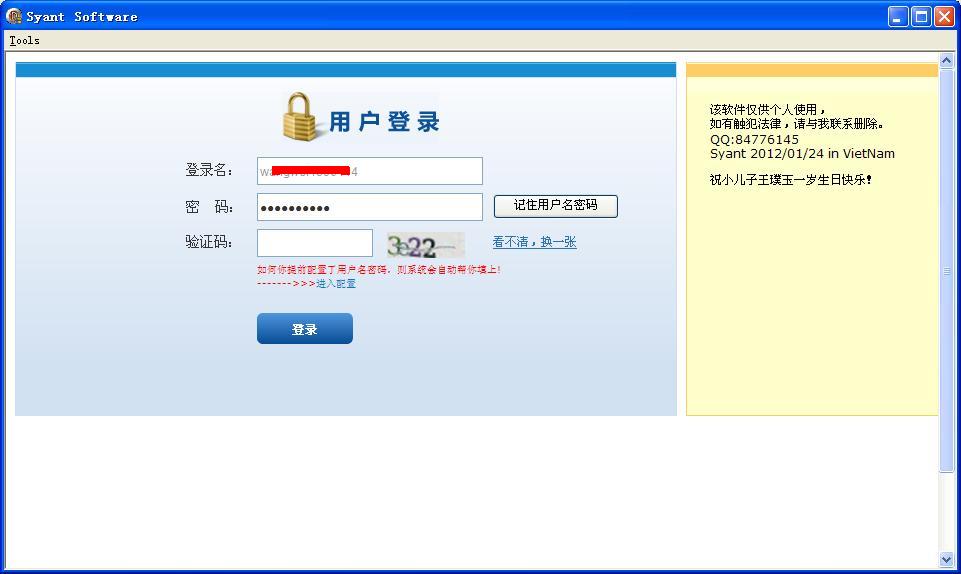 Syant Software
Tools
用户登录
登录名：
密 码：
●●●●●●●●●●
记住用户名密码
验证码：
3e22
看不清，换一张
如何你提前配置了用户名密码，则系统会自动帮你填上!
------->>>进入配置
登录
该软件仅供个人使用，
如有触犯法律，请与我联系删除。
QQ:84776145
Syant 2012/01/24 in VietNam
祝小儿子王璞玉一岁生日快乐!